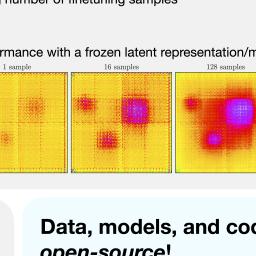 number of finetuning samples
rmance with a frozen latent representation/m
1 sample
16 samples
128 samples
Data, models, and cod
open-source!